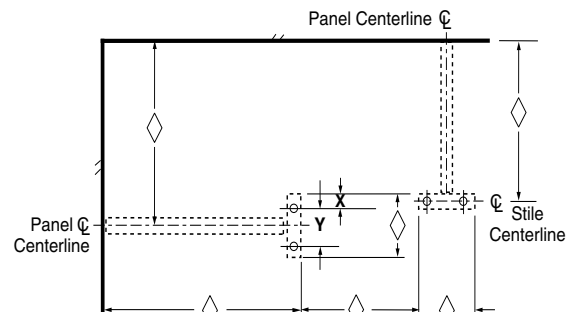 Panel Centerline ℄
X
Y
℄
Stile
Centerline
Panel ℄
Centerline